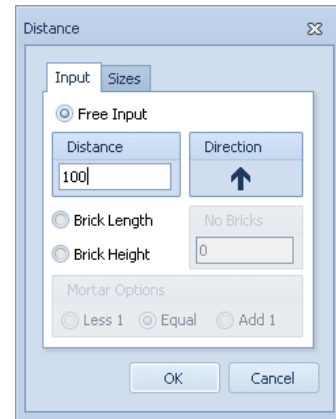 Distance
Input Sizes
Free Input
Distance Direction
100
Brick Length No Bricks
Brick Height 0
Mortar Options
Less 1 Equal Add 1
OK Cancel